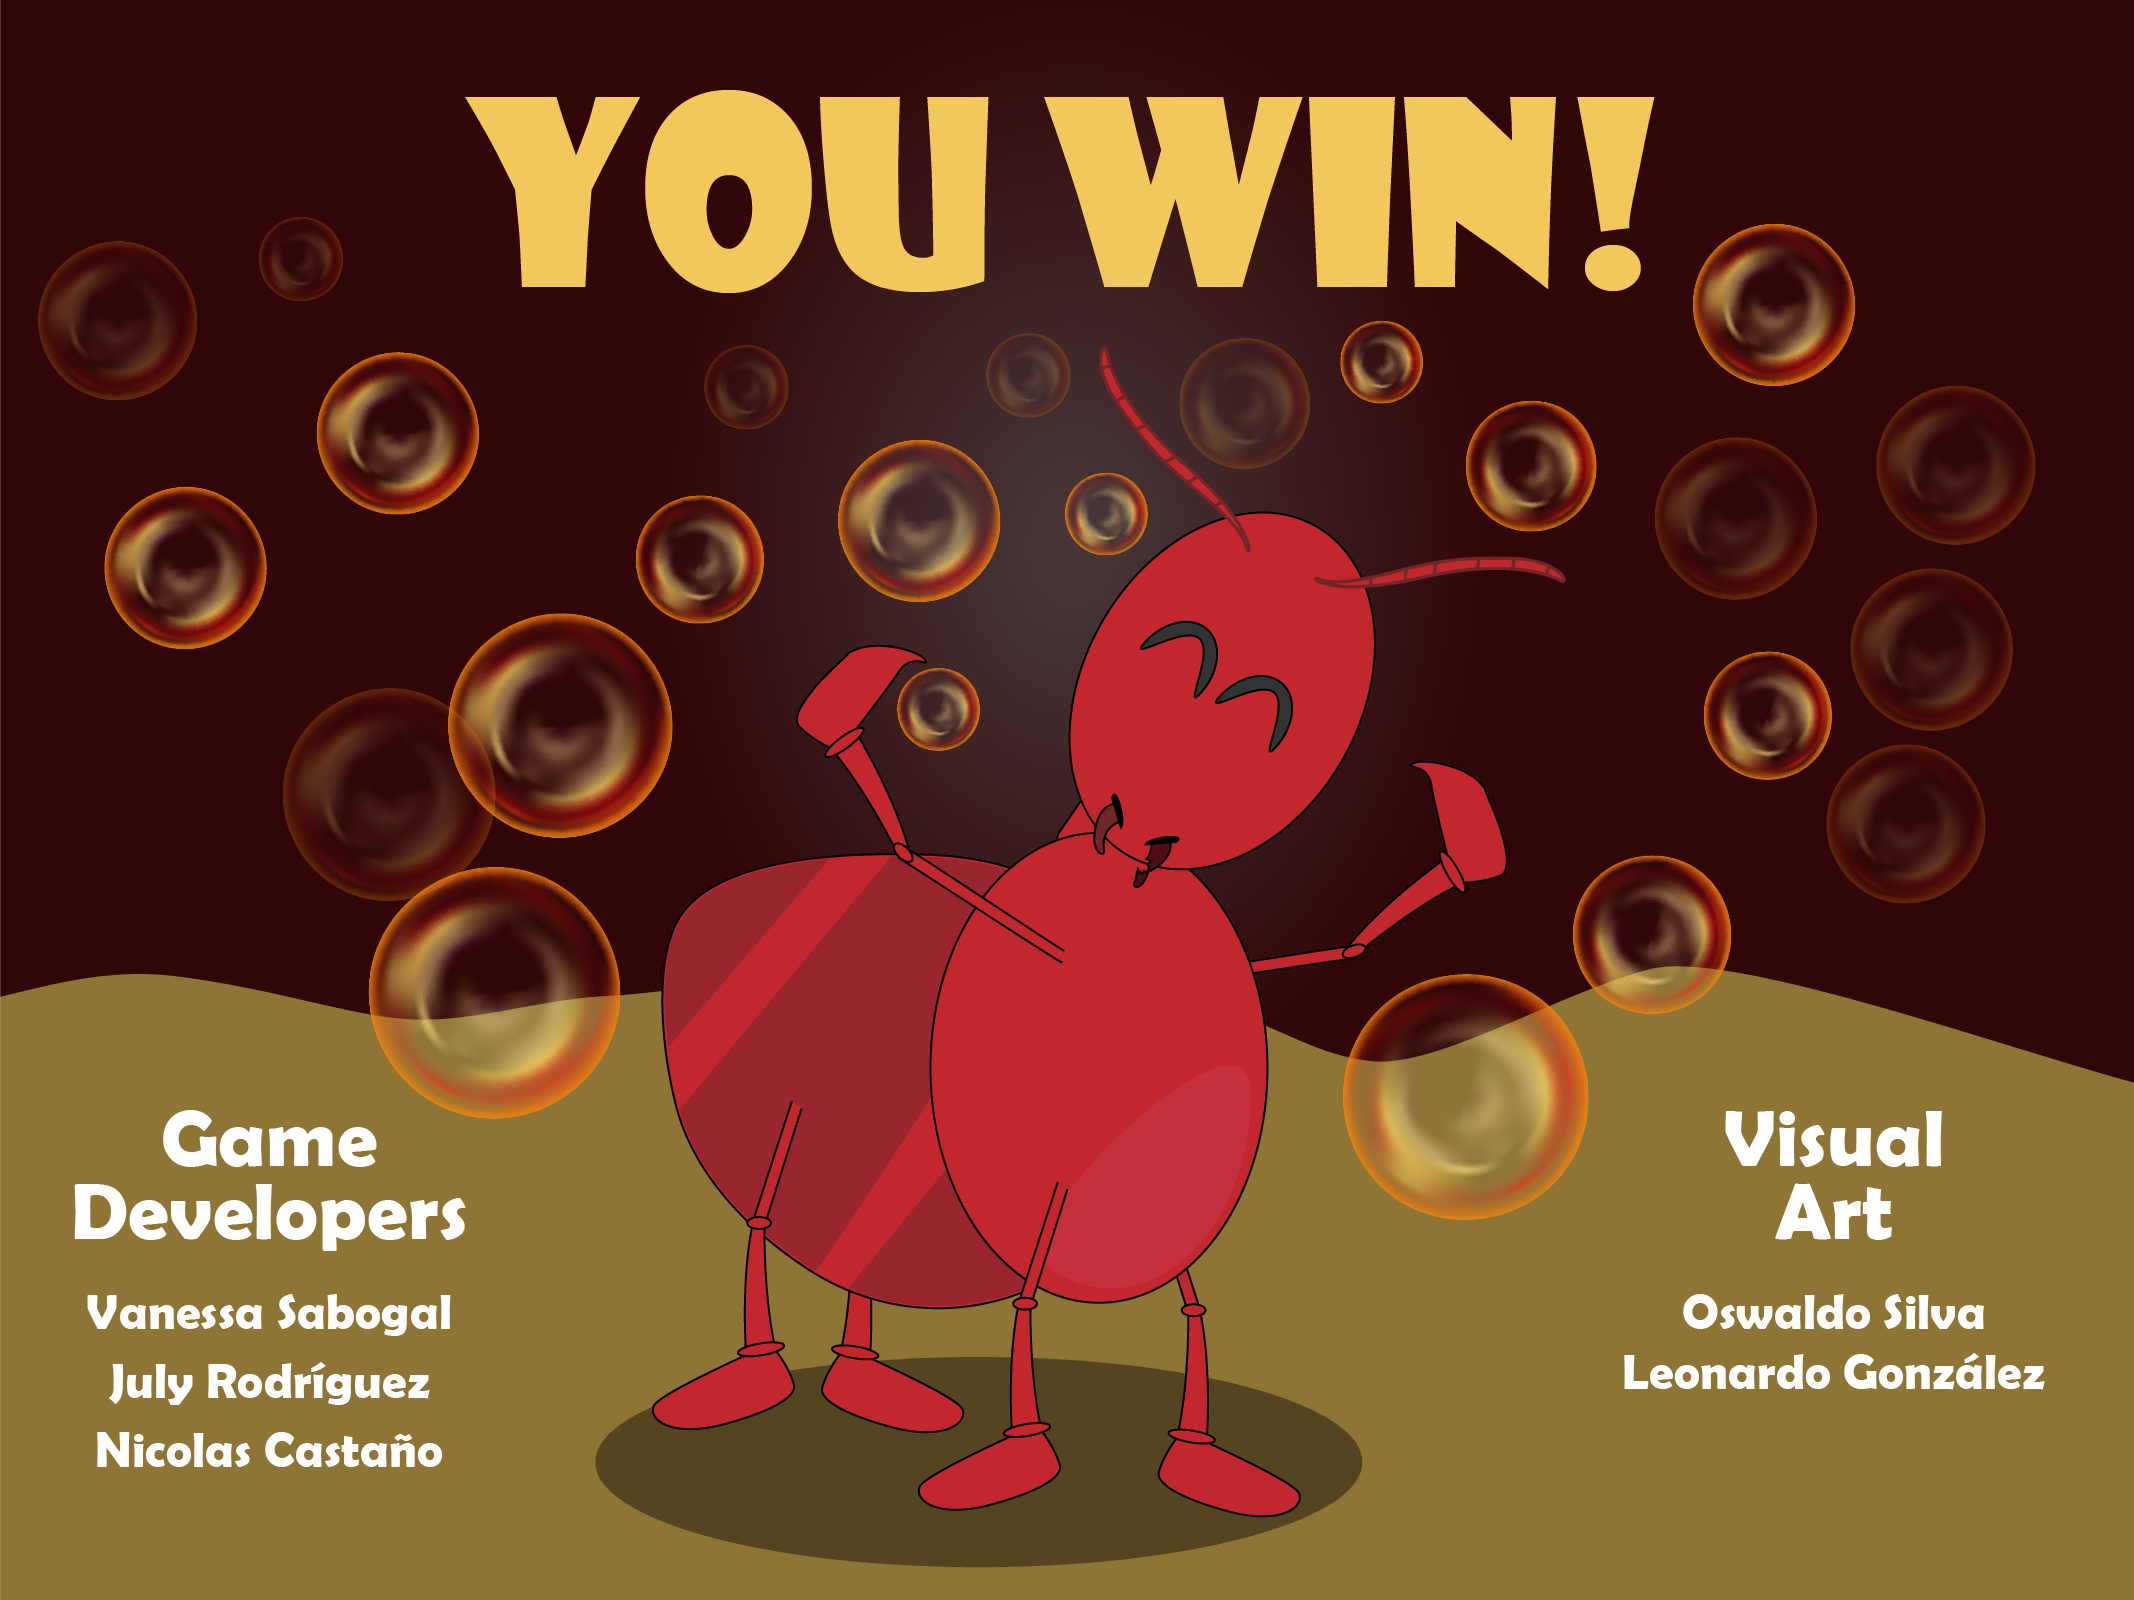 YOU WIN!
Game
Developers
Vanessa Sabogal
July Rodríguez
Nicolas Castaño
Visual
Art
Oswaldo Silva
Leonardo González